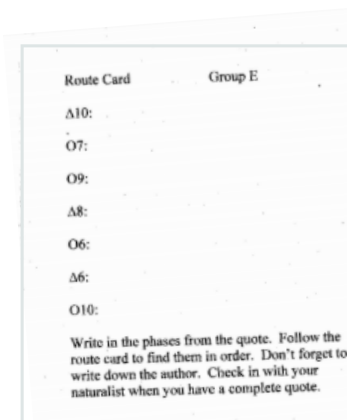 Route Card Group E
Δ10:
O7:
O9:
Δ8:
O6:
Δ6:
O10:
Write in the phases from the quote. Follow the
route card to find them in order. Don't forget to
write down the author. Check in with your
naturalist when you have a complete quote.